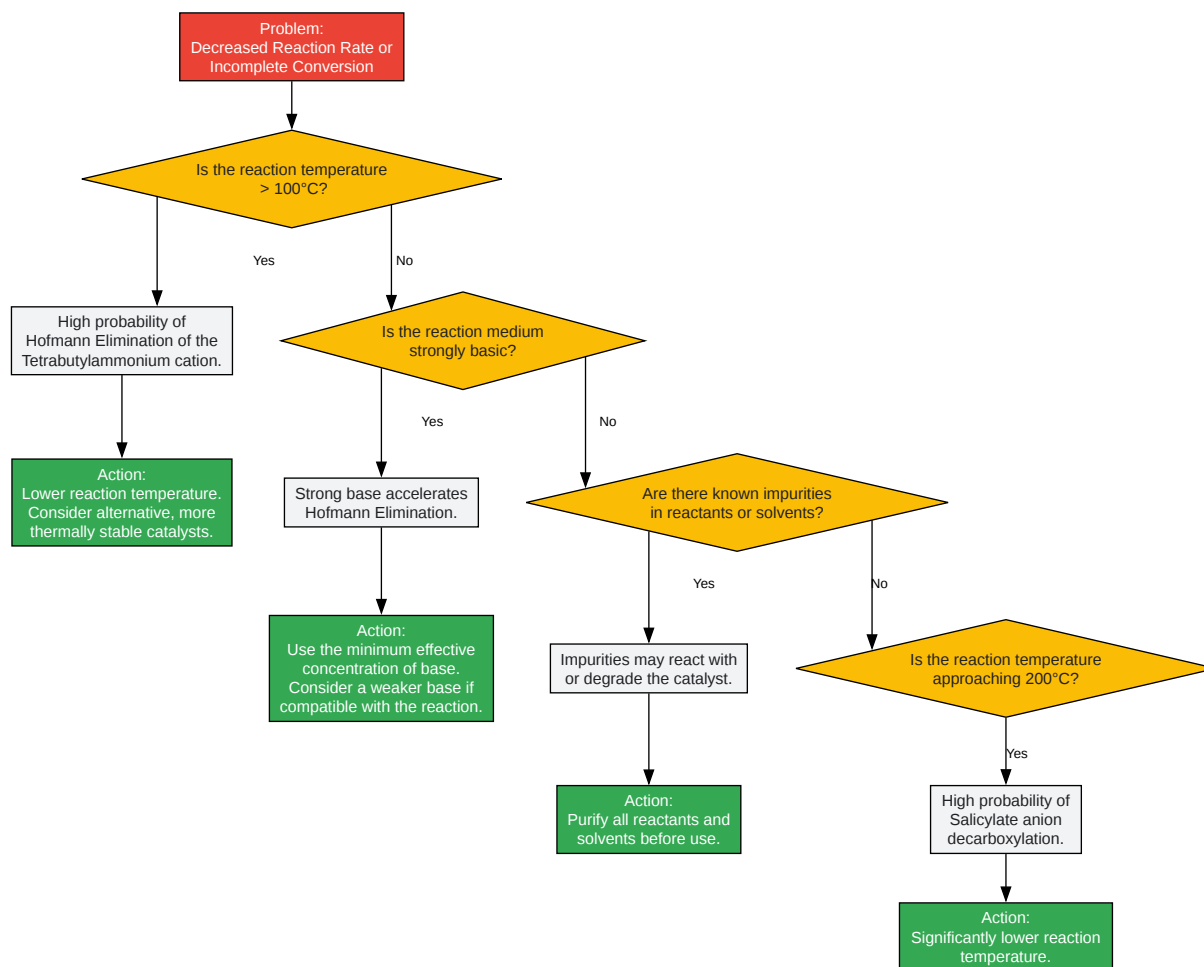 Problem:
Decreased Reaction Rate or
Incomplete Conversion
Is the reaction temperature
> 100°C?
Yes
No
High probability of
Hofmann Elimination of the
Tetrabutylammonium cation.
Is the reaction medium
strongly basic?
Yes
No
Action:
Lower reaction temperature.
Consider alternative, more
thermally stable catalysts.
Strong base accelerates
Hofmann Elimination.
Are there known impurities
in reactants or solvents?
Yes
No
Action:
Use the minimum effective
concentration of base.
Consider a weaker base if
compatible with the reaction.
Impurities may react with
or degrade the catalyst.
Is the reaction temperature
approaching 200°C?
Yes
Action:
Purify all reactants and
solvents before use.
High probability of
Salicylate anion
decarboxylation.
Action:
Significantly lower reaction
temperature.